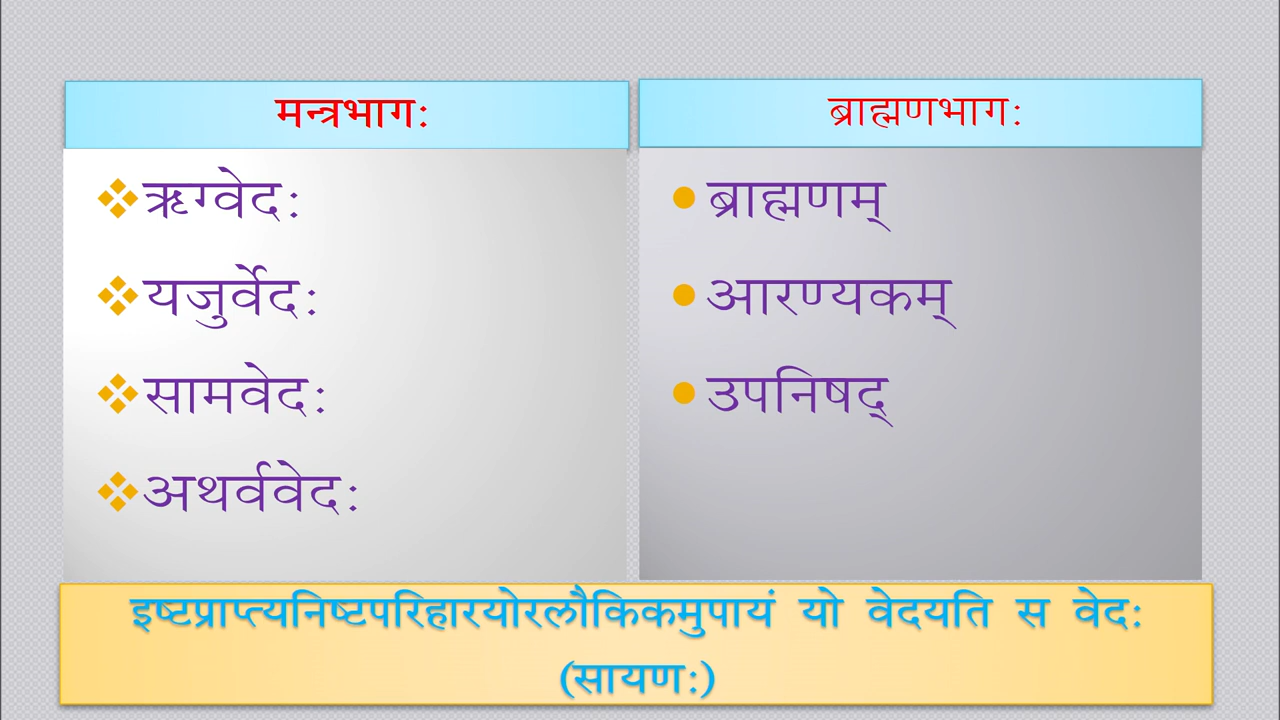 मन्त्रभागः
ऋग्वेदः
यजुर्वेदः
सामवेदः
अथर्ववेदः
ब्राह्मणभागः
ब्राह्मणम्
आरण्यकम्
उपनिषद्
इष्टप्राप्त्यनिष्टपरिहारयोरलौकिकमुपायं यो वेदयति स वेदः
(सायणः)